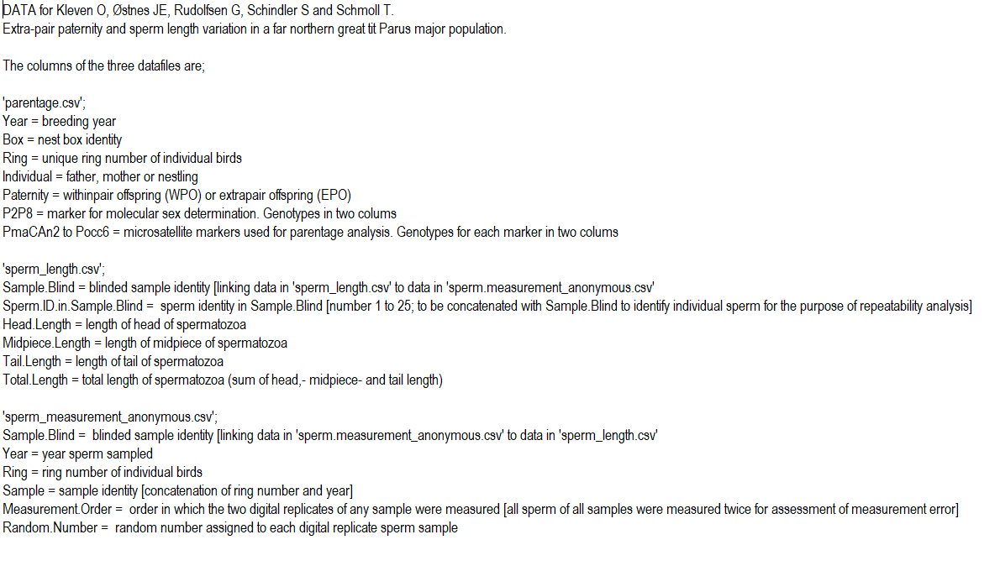 DATA for Kleven O, Østnes JE, Rudolfsen G, Schindler S and Schmoll T.
Extra-pair paternity and sperm length variation in a far northern great tit Parus major population.
The columns of the three datafiles are;
'parentage.csv';
Year = breeding year
Box = nest box identity
Ring = unique ring number of individual birds
Individual = father, mother or nestling
Paternity = withinpair offspring (WPO) or extrapair offspring (EPO)
P2P8 = marker for molecular sex determination. Genotypes in two colums
PmaCAn2 to Pocc6 = microsatellite markers used for parentage analysis. Genotypes for each marker in two colums
'sperm_length.csv';
Sample.Blind = blinded sample identity [linking data in 'sperm_length.csv' to data in 'sperm.measurement_anonymous.csv'
Sperm.ID.in.Sample.Blind =  sperm identity in Sample.Blind [number 1 to 25; to be concatenated with Sample.Blind to identify individual sperm for the purpose of repeatability analysis]
Head.Length = length of head of spermatozoa
Midpiece.Length = length of midpiece of spermatozoa
Tail.Length = length of tail of spermatozoa
Total.Length = total length of spermatozoa (sum of head,- midpiece- and tail length)
'sperm_measurement_anonymous.csv';
Sample.Blind =  blinded sample identity [linking data in 'sperm.measurement_anonymous.csv' to data in 'sperm_length.csv'
Year = year sperm sampled
Ring = ring number of individual birds
Sample = sample identity [concatenation of ring number and year]
Measurement.Order =  order in which the two digital replicates of any sample were measured [all sperm of all samples were measured twice for assessment of measurement error]
Random.Number =  random number assigned to each digital replicate sperm sample